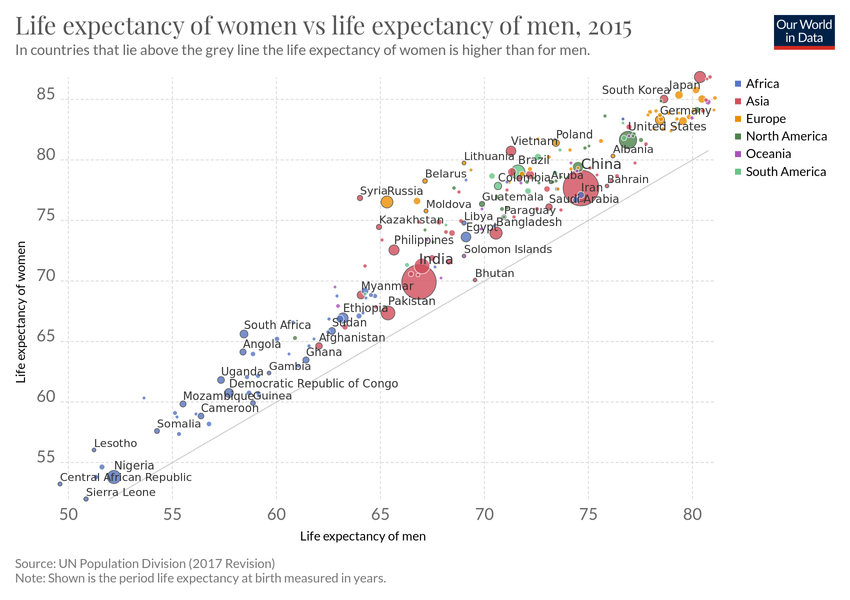 Life expectancy of women vs life expectancy of men, 2015
In countries that lie above the grey line the life expectancy of women is higher than for men.
Our World
in Data
Africa
Asia
Europe
North America
Oceania
South America
Life expectancy of women
85
80
75
70
65
60
55
South Korea
Japan
Germany
United States
Vietnam
Poland
Albania
Lithuania
Brazil
China
Belarus
Colombia
Aruba
Bahrain
Syria
Russia
Iran
Guatemala
Saudi Arabia
Moldova
Paraguay
Kazakhstan
Libya
Bangladesh
Egypt
Philippines
Solomon Islands
India
Bhutan
Myanmar
Pakistan
Ethiopia
South Africa
Sudan
Afghanistan
Angola
Ghana
Uganda
Gambia
Democratic Republic of Congo
Mozambique
Guinea
Cameroon
Somalia
Lesotho
Nigeria
Central African Republic
Sierra Leone
50
55
60
65
70
75
80
Life expectancy of men
Source: UN Population Division (2017 Revision)
Note: Shown is the period life expectancy at birth measured in years.